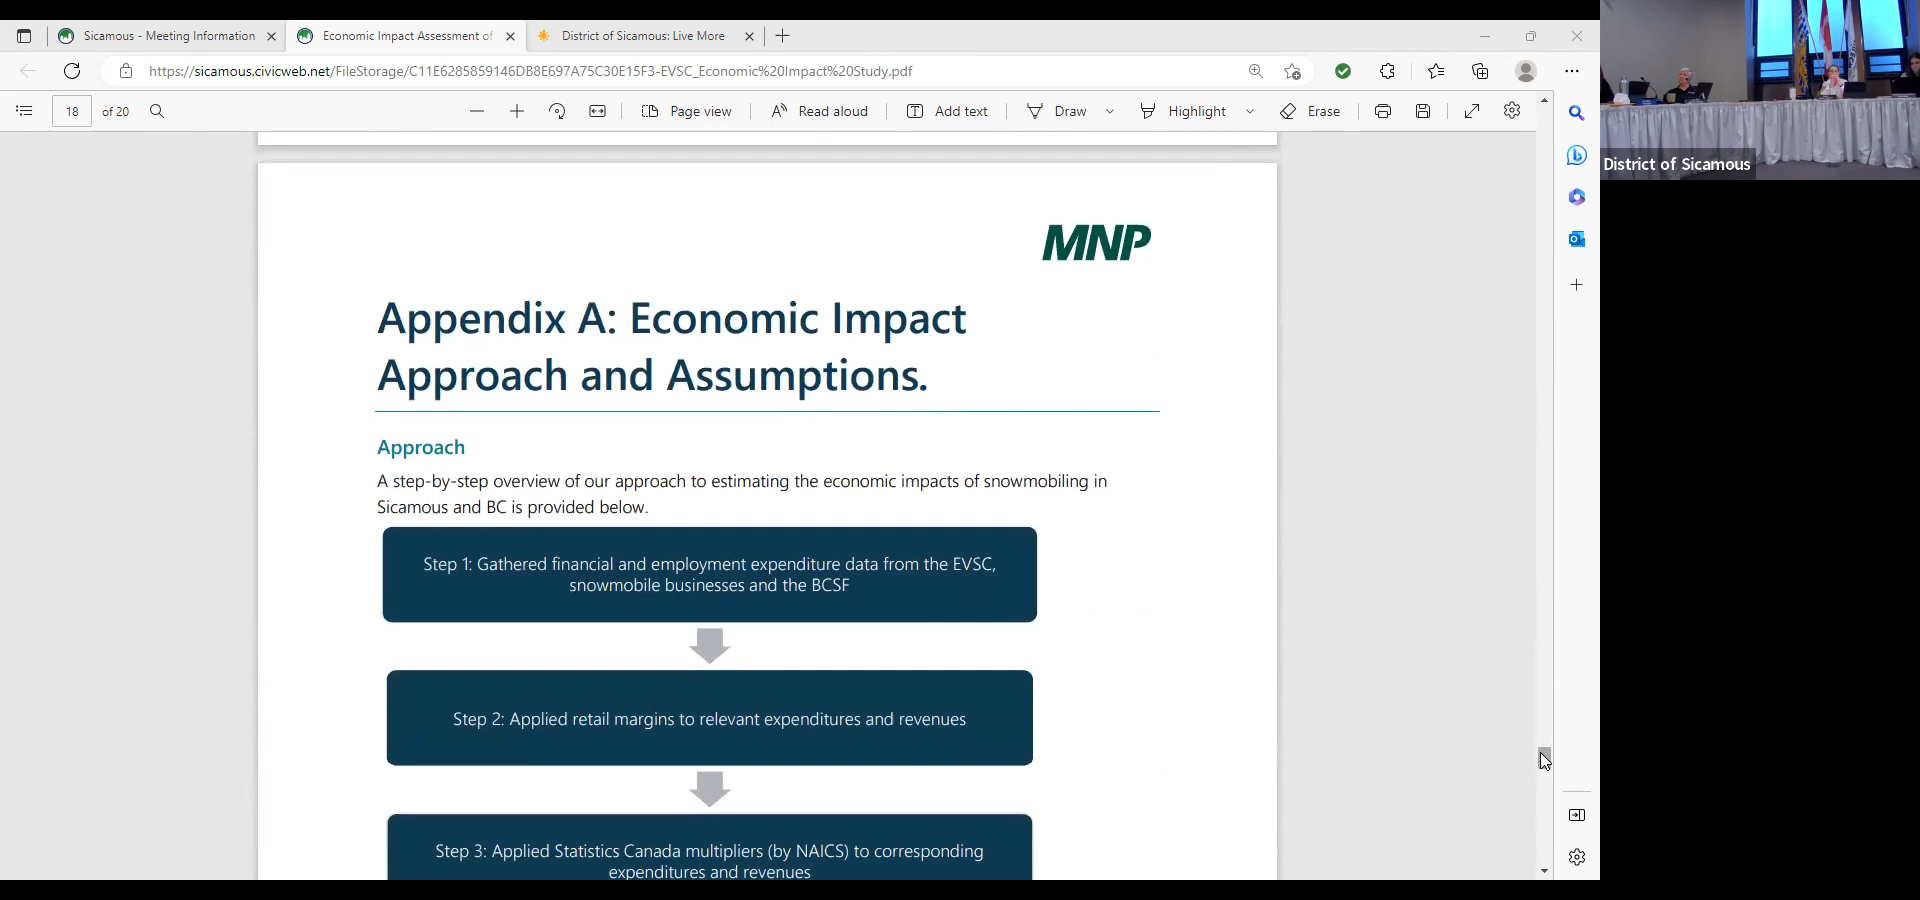 Sicamous - Meeting Information
Economic Impact Assessment of
District of Sicamous: Live More
https://sicamous.civicweb.net/FileStorage/C11E6285859146DB8E697A75C30E15F3-EVSC_Economic%20Impact%20Study.pdf
18 of 20
Page view
Read aloud
Add text
Draw
Highlight
Erase
District of Sicamous
MNP
Appendix A: Economic Impact
Approach and Assumptions.
Approach
A step-by-step overview of our approach to estimating the economic impacts of snowmobiling in
Sicamous and BC is provided below.
Step 1: Gathered financial and employment expenditure data from the EVSC,
snowmobile businesses and the BCSF
Step 2: Applied retail margins to relevant expenditures and revenues
Step 3: Applied Statistics Canada multipliers (by NAICS) to corresponding
expenditures and revenues